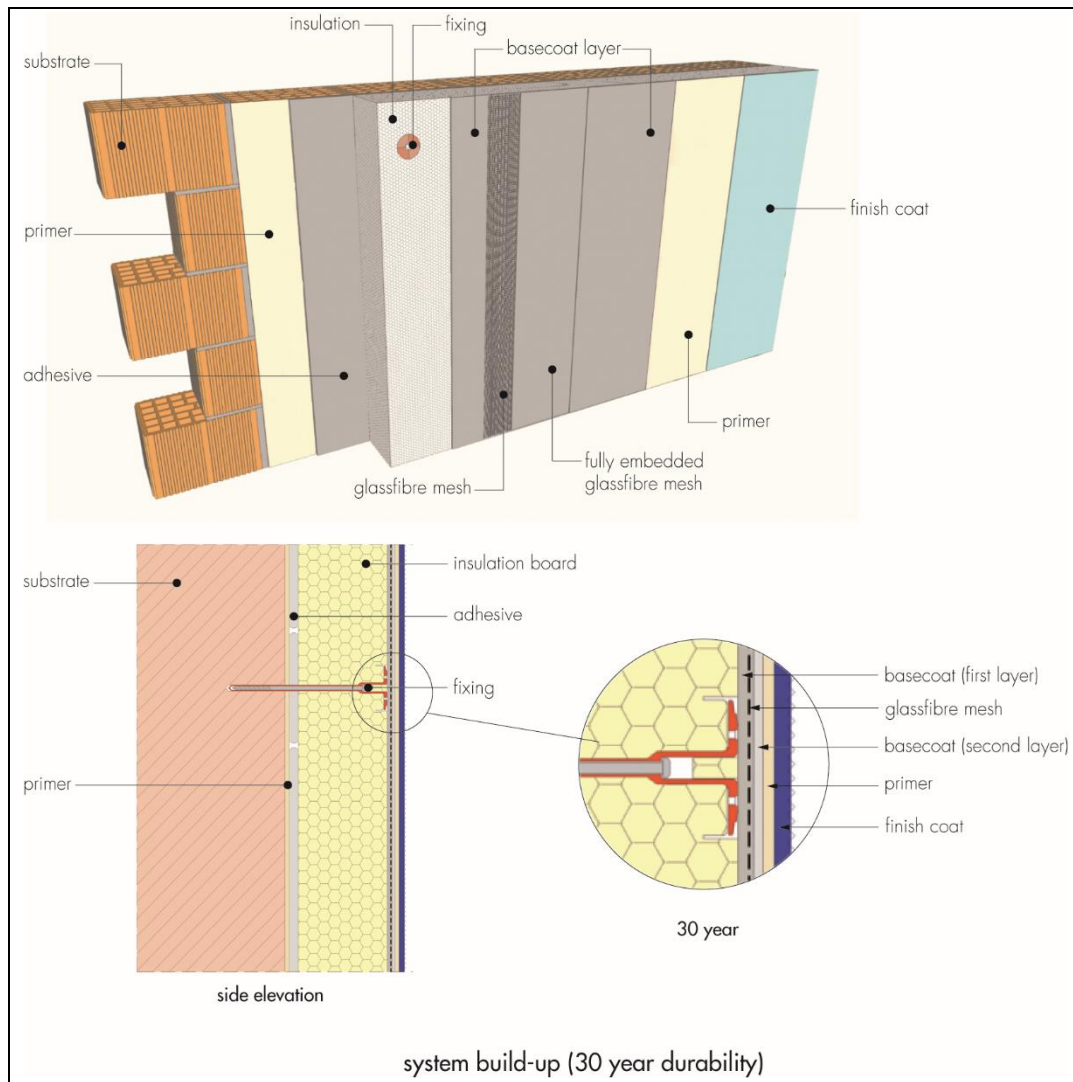 insulation
fixing
basecoat layer
substrate
finish coat
primer
adhesive
primer
glassfibre mesh
fully embedded
glassfibre mesh
substrate
insulation board
adhesive
fixing
primer
basecoat (first layer)
glassfibre mesh
basecoat (second layer)
primer
finish coat
30 year
side elevation
system build-up (30 year durability)